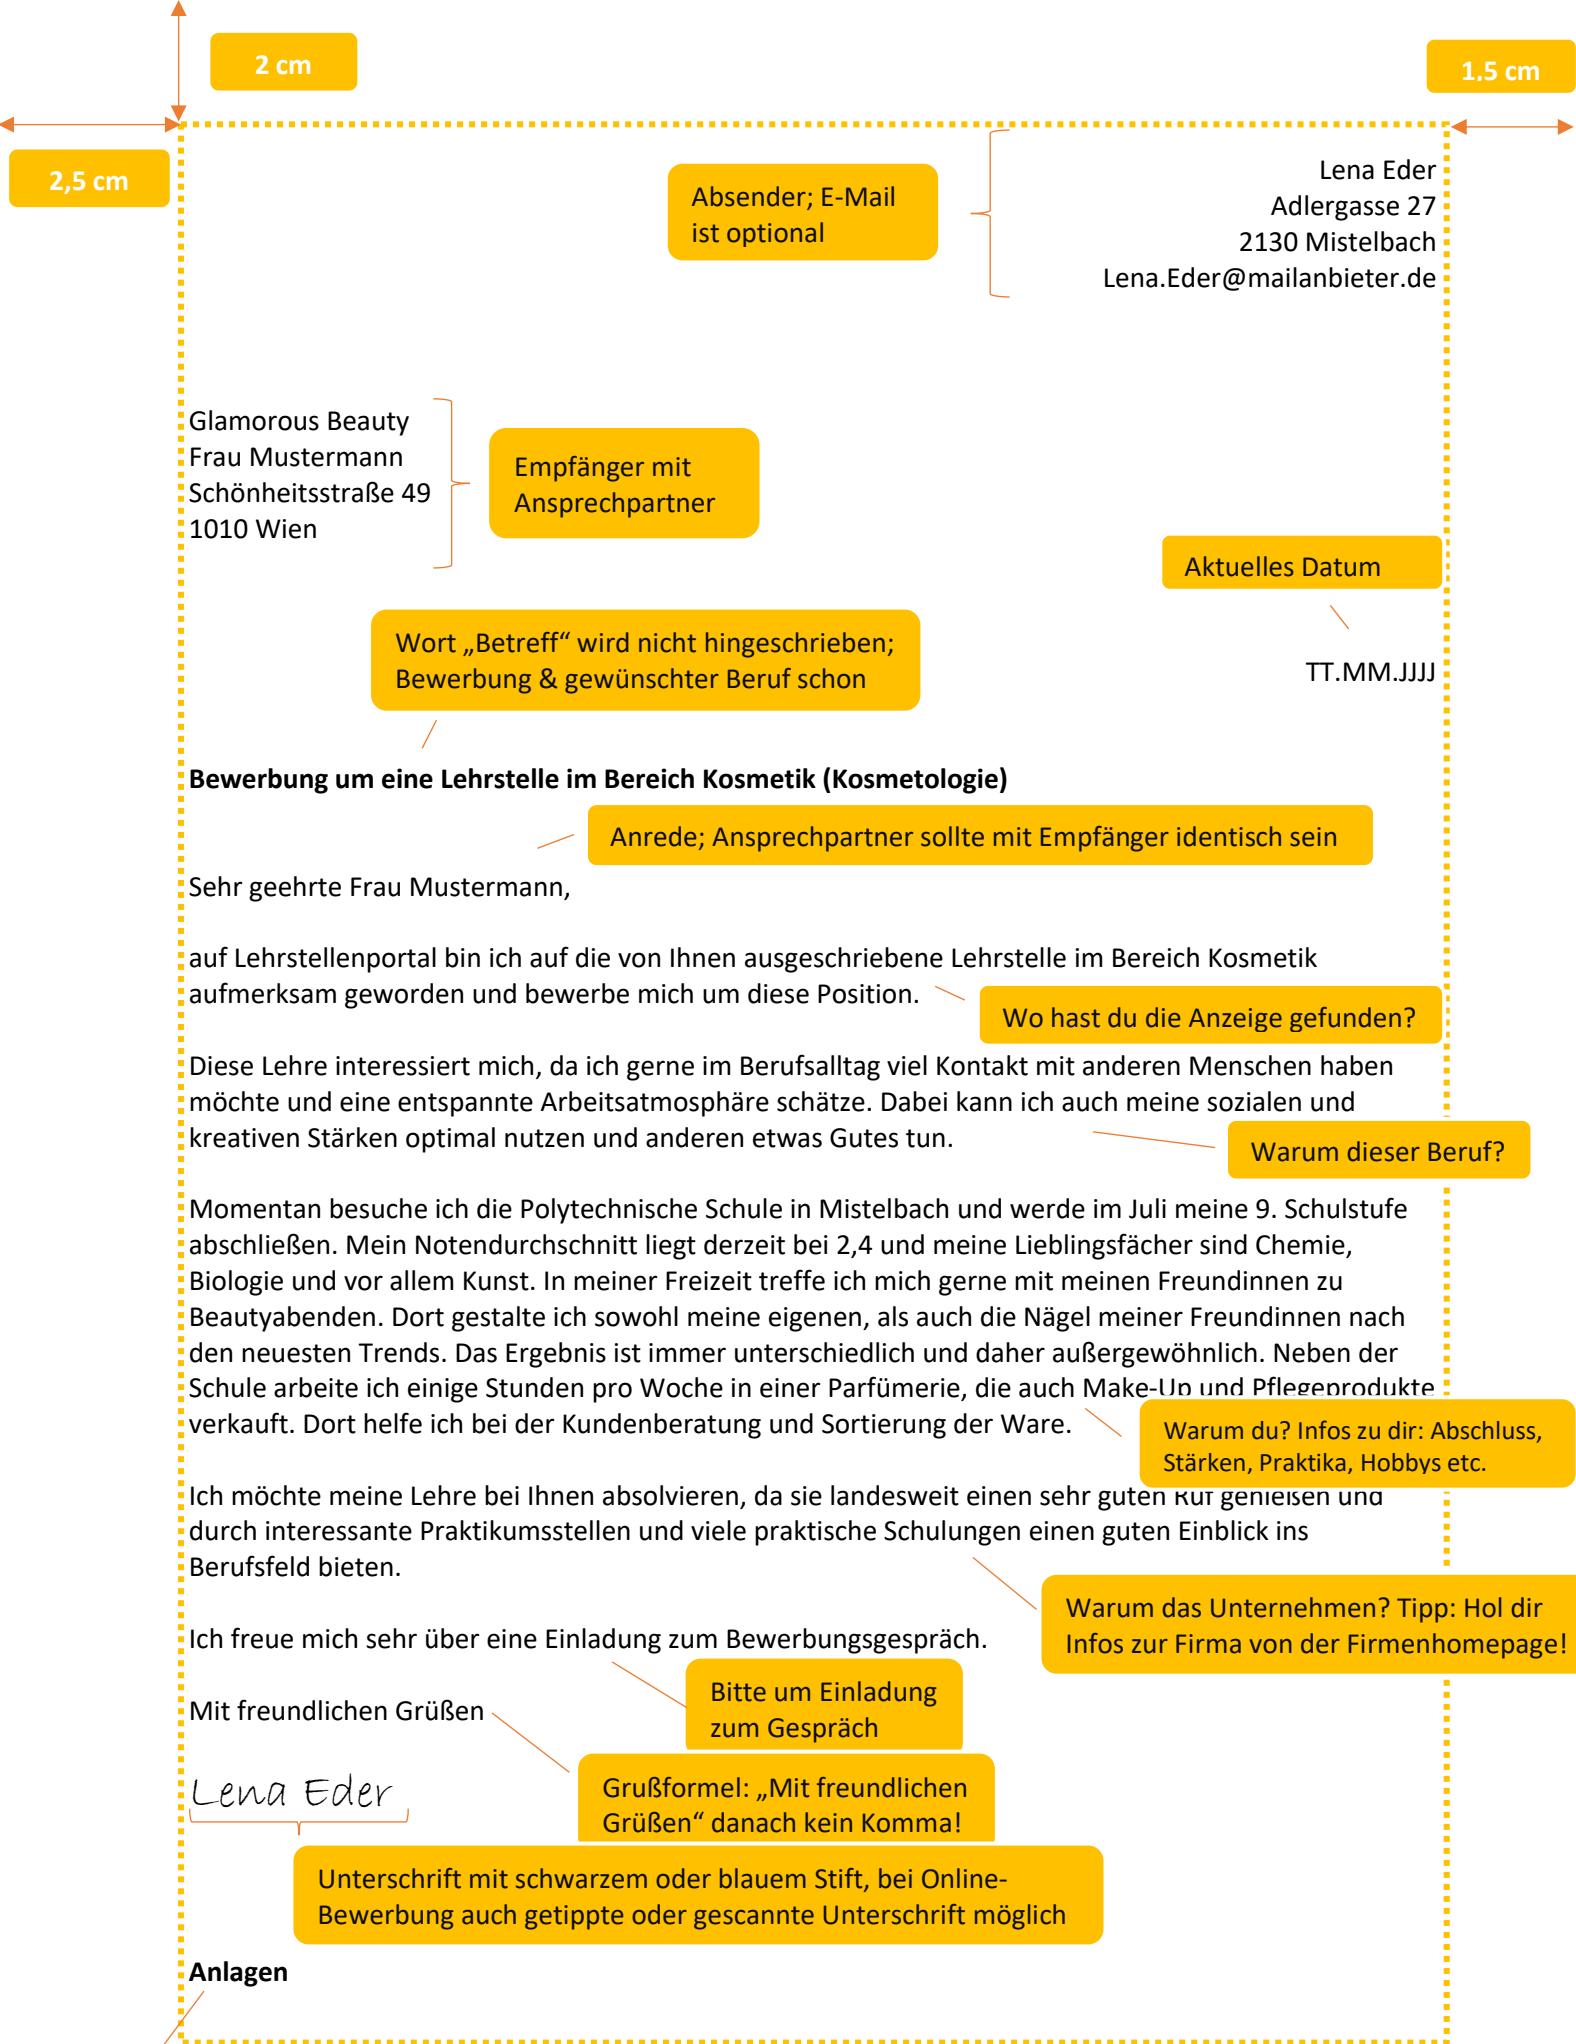 2 cm
1,5 cm
2,5 cm
Absender; E-Mail
ist optional
Lena Eder
Adlergasse 27
2130 Mistelbach
Lena.Eder@mailanbieter.de
Glamorous Beauty
Frau Mustermann
Schönheitsstraße 49
1010 Wien
Empfänger mit
Ansprechpartner
Aktuelles Datum
TT.MM.JJJJ
Wort „Betreff“ wird nicht hingeschrieben;
Bewerbung & gewünschter Beruf schon
Bewerbung um eine Lehrstelle im Bereich Kosmetik (Kosmetologie)
Anrede; Ansprechpartner sollte mit Empfänger identisch sein
Sehr geehrte Frau Mustermann,
auf Lehrstellenportal bin ich auf die von Ihnen ausgeschriebene Lehrstelle im Bereich Kosmetik
aufmerksam geworden und bewerbe mich um diese Position.
Wo hast du die Anzeige gefunden?
Diese Lehre interessiert mich, da ich gerne im Berufsalltag viel Kontakt mit anderen Menschen haben
möchte und eine entspannte Arbeitsatmosphäre schätze. Dabei kann ich auch meine sozialen und
kreativen Stärken optimal nutzen und anderen etwas Gutes tun.
Warum dieser Beruf?
Momentan besuche ich die Polytechnische Schule in Mistelbach und werde im Juli meine 9. Schulstufe
abschließen. Mein Notendurchschnitt liegt derzeit bei 2,4 und meine Lieblingsfächer sind Chemie,
Biologie und vor allem Kunst. In meiner Freizeit treffe ich mich gerne mit meinen Freundinnen zu
Beautyabenden. Dort gestalte ich sowohl meine eigenen, als auch die Nägel meiner Freundinnen nach
den neuesten Trends. Das Ergebnis ist immer unterschiedlich und daher außergewöhnlich. Neben der
Schule arbeite ich einige Stunden pro Woche in einer Parfümerie, die auch Make-Up und Pflegeprodukte
verkauft. Dort helfe ich bei der Kundenberatung und Sortierung der Ware.
Warum du? Infos zu dir: Abschluss,
Stärken, Praktika, Hobbys etc.
Ich möchte meine Lehre bei Ihnen absolvieren, da sie landesweit einen sehr guten Ruf genießen und
durch interessante Praktikumsstellen und viele praktische Schulungen einen guten Einblick ins
Berufsfeld bieten.
Warum das Unternehmen? Tipp: Hol dir
Infos zur Firma von der Firmenhomepage!
Ich freue mich sehr über eine Einladung zum Bewerbungsgespräch.
Bitte um Einladung
zum Gespräch
Mit freundlichen Grüßen
Grußformel: „Mit freundlichen
Grüßen“ danach kein Komma!
Lena Eder
Unterschrift mit schwarzem oder blauem Stift, bei Online-
Bewerbung auch getippte oder gescannte Unterschrift möglich
Anlagen